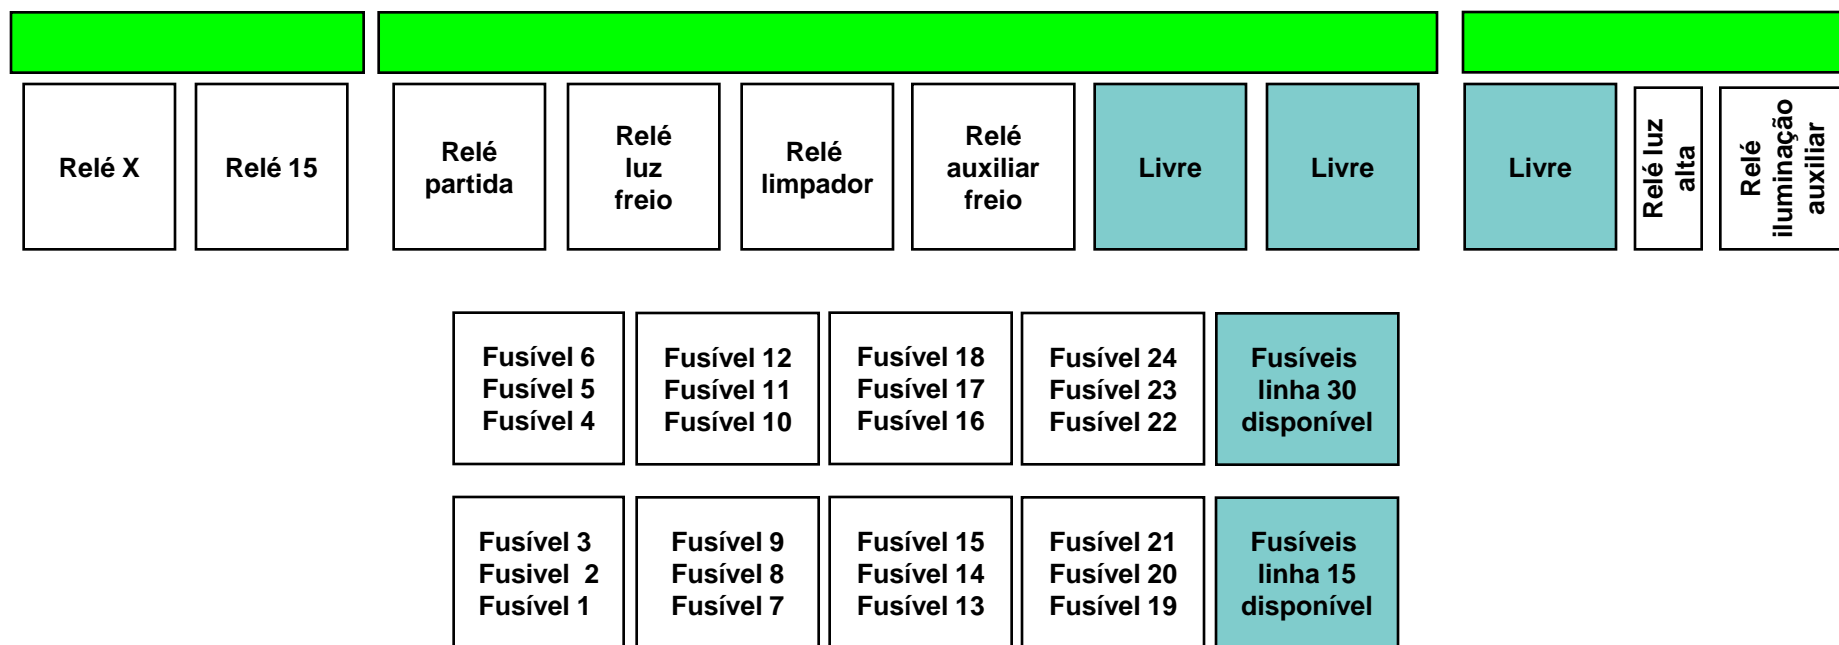 Relé X
Relé 15
Relé
partida
Relé
luz
freio
Relé
limpador
Relé
auxiliar
freio
Livre
Livre
Livre
Relé luz
alta
Relé
iluminação
auxiliar
Fusível 6
Fusível 5
Fusível 4
Fusível 12
Fusível 11
Fusível 10
Fusível 18
Fusível 17
Fusível 16
Fusível 24
Fusível 23
Fusível 22
Fusíveis
linha 30
disponível
Fusível 3
Fusivel 2
Fusível 1
Fusível 9
Fusível 8
Fusível 7
Fusível 15
Fusível 14
Fusível 13
Fusível 21
Fusível 20
Fusível 19
Fusíveis
linha 15
disponível